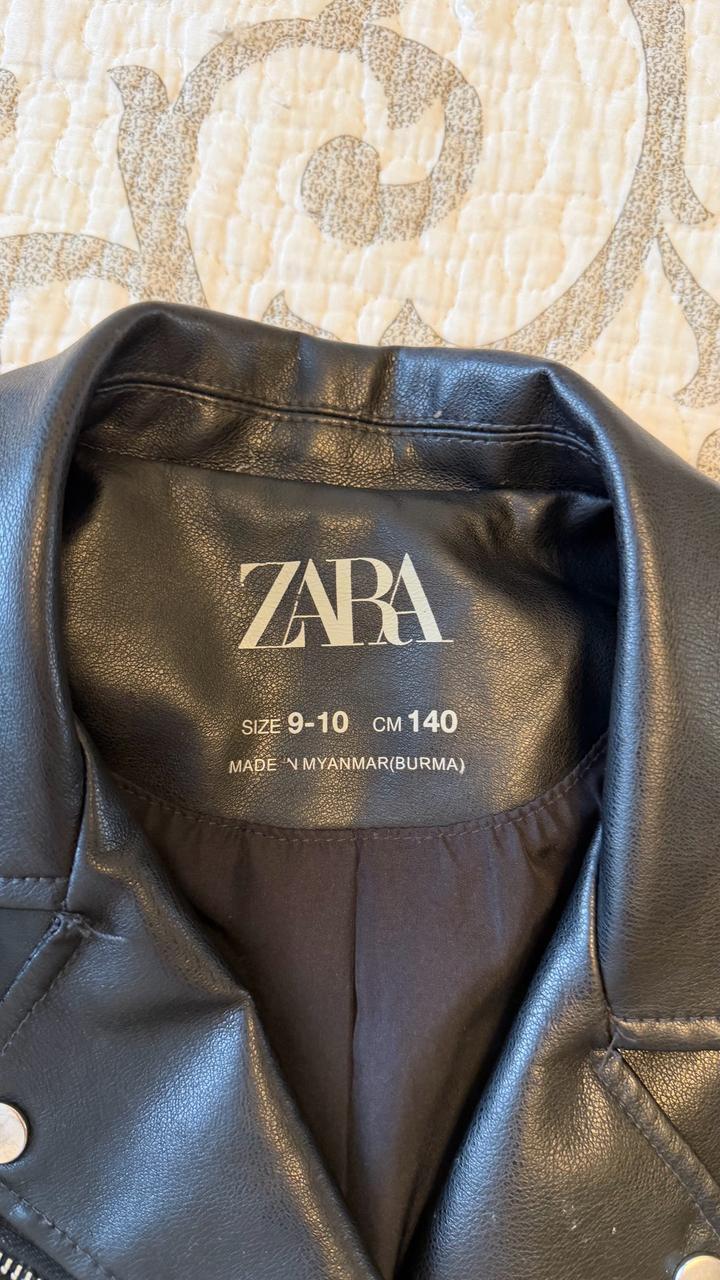 ZARA
SIZE 9-10 CM 140
MADE 'N MYANMAR(BURMA)